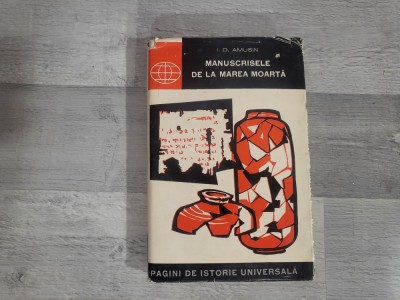 I. D. AMUSIN
MANUSCRISELE
DE LA MAREA MOARTĂ
PAGINI DE ISTORIE UNIVERSALĂ